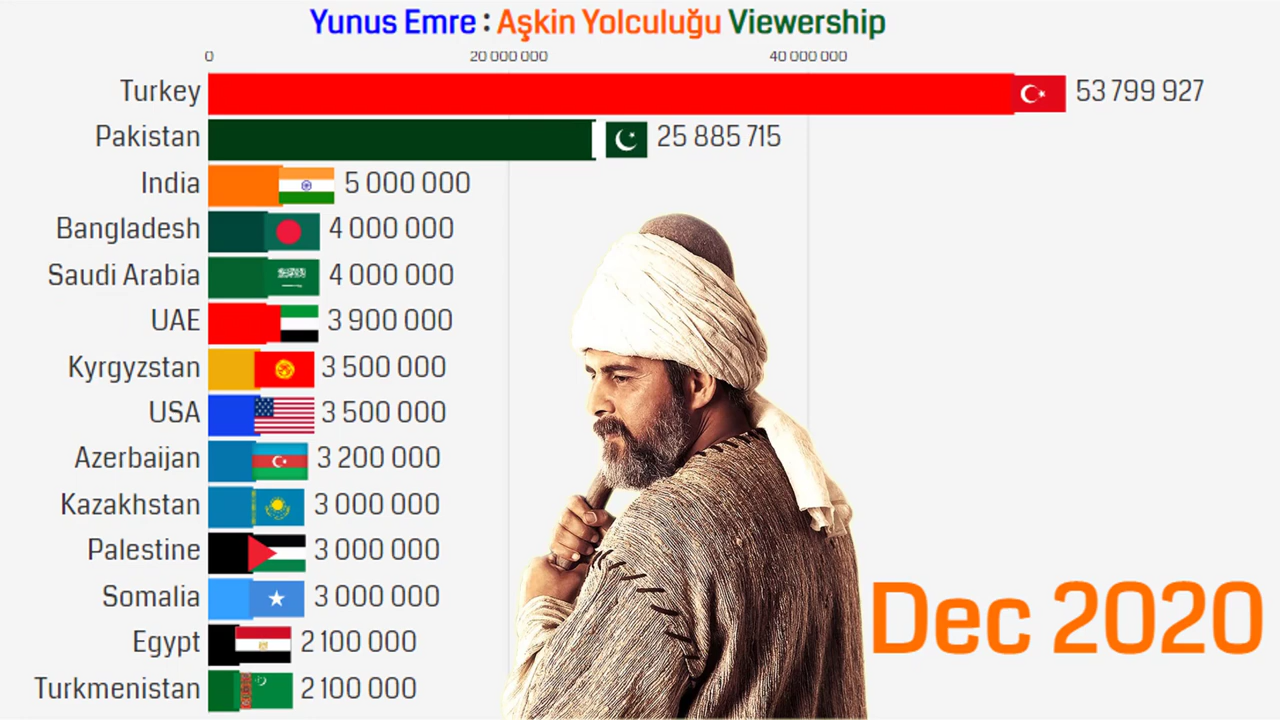 Yunus Emre : Aşkin Yolculuğu Viewership
0 20 000 000 40 000 000
Turkey 53 799 927
Pakistan 25 885 715
India 5 000 000
Bangladesh 4 000 000
Saudi Arabia 4 000 000
UAE 3 900 000
Kyrgyzstan 3 500 000
USA 3 500 000
Azerbaijan 3 200 000
Kazakhstan 3 000 000
Palestine 3 000 000
Somalia 3 000 000
Egypt 2 100 000
Turkmenistan 2 100 000
Dec 2020